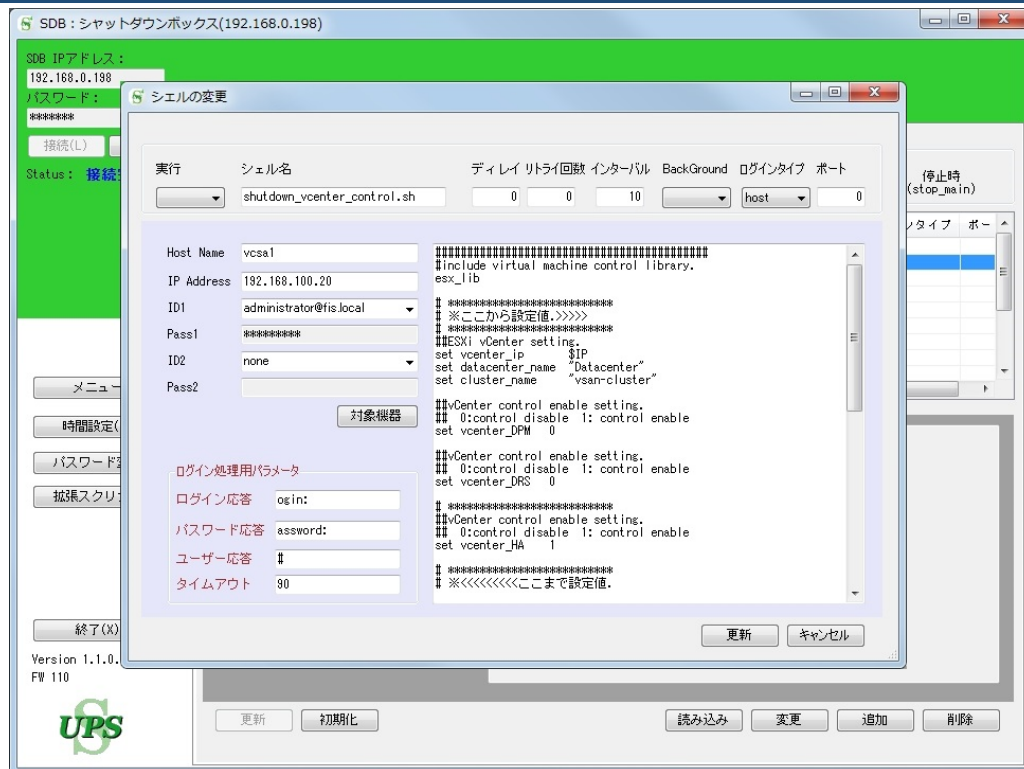 SDB：シャットダウンボックス(192.168.0.198)
SDB IPアドレス：
192.168.0.198
パスワード：
*******
接続(L)
Status： 接続
停止時
(stop_main)
ポー
メニュー
時間設定(
パスワード
拡張スクリ
終了(X)
Version 1.1.0.
FW 110
UPS
シェルの変更
実行 シェル名 ディレイ リトライ回数 インターバル BackGround ログインタイプ ポート
shutdown_vcenter_control.sh 0 0 10 host 0
Host Name vcsa1
IP Address 192.168.100.20
ID1 administrator@fis.local
Pass1 *********
ID2 none
Pass2
対象機器
ログイン処理用パラメータ
ログイン応答 ogin:
パスワード応答 assword:
ユーザー応答 #
タイムアウト 90
###########################################
#include virtual machine control library.
esx_lib
# **************************
# ※ここから設定値.>>>>>
# **************************
##ESXi vCenter setting.
set vcenter_ip $IP
set datacenter_name "Datacenter"
set cluster_name "vsan-cluster"
##vCenter control enable setting.
## 0:control disable 1: control enable
set vcenter_DPM 0
##vCenter control enable setting.
## 0:control disable 1: control enable
set vcenter_DRS 0
# **************************
##vCenter control enable setting.
## 0:control disable 1: control enable
set vcenter_HA 1
# **************************
# ※<<<<<<<<<ここまで設定値.
更新 キャンセル
更新 初期化 読み込み 変更 追加 削除